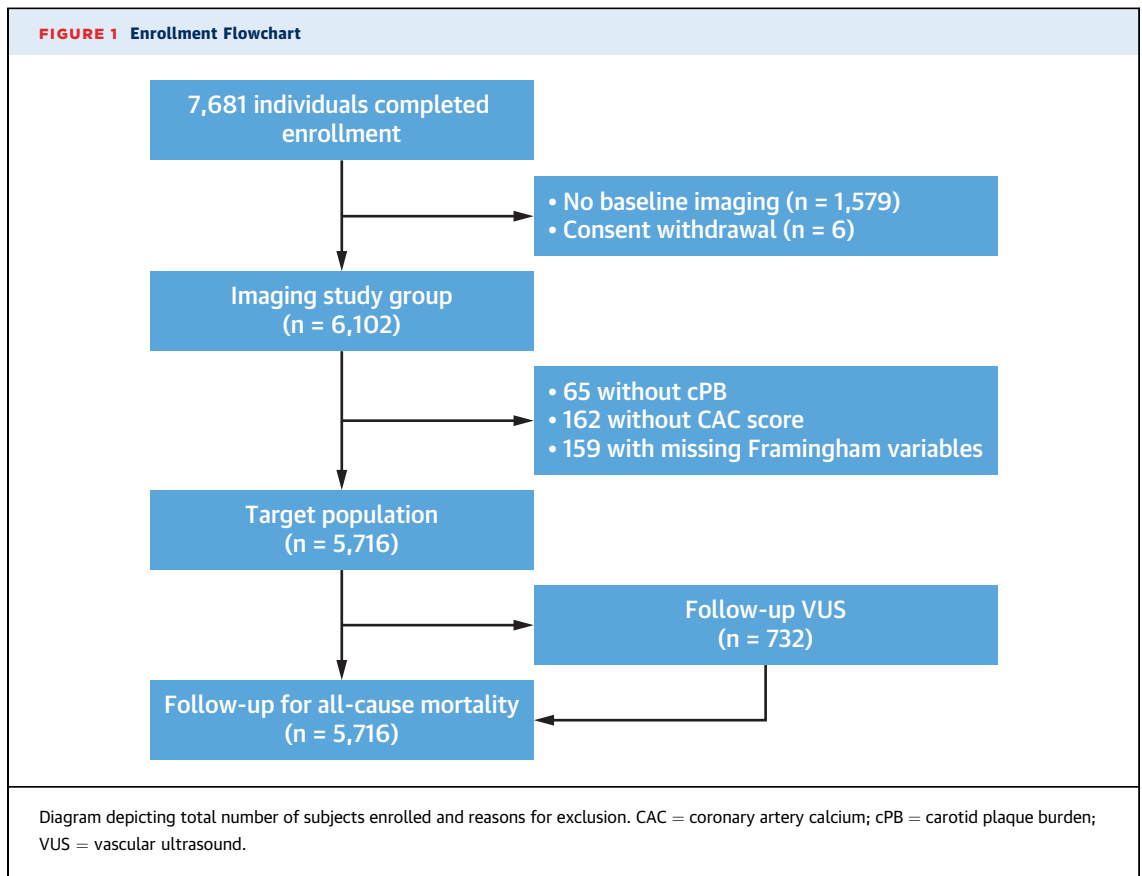 FIGURE 1 Enrollment Flowchart
7,681 individuals completed
enrollment
• No baseline imaging (n = 1,579)
• Consent withdrawal (n = 6)
Imaging study group
(n = 6,102)
• 65 without cPB
• 162 without CAC score
• 159 with missing Framingham variables
Target population
(n = 5,716)
Follow-up VUS
(n = 732)
Follow-up for all-cause mortality
(n = 5,716)
Diagram depicting total number of subjects enrolled and reasons for exclusion. CAC = coronary artery calcium; cPB = carotid plaque burden;
VUS = vascular ultrasound.